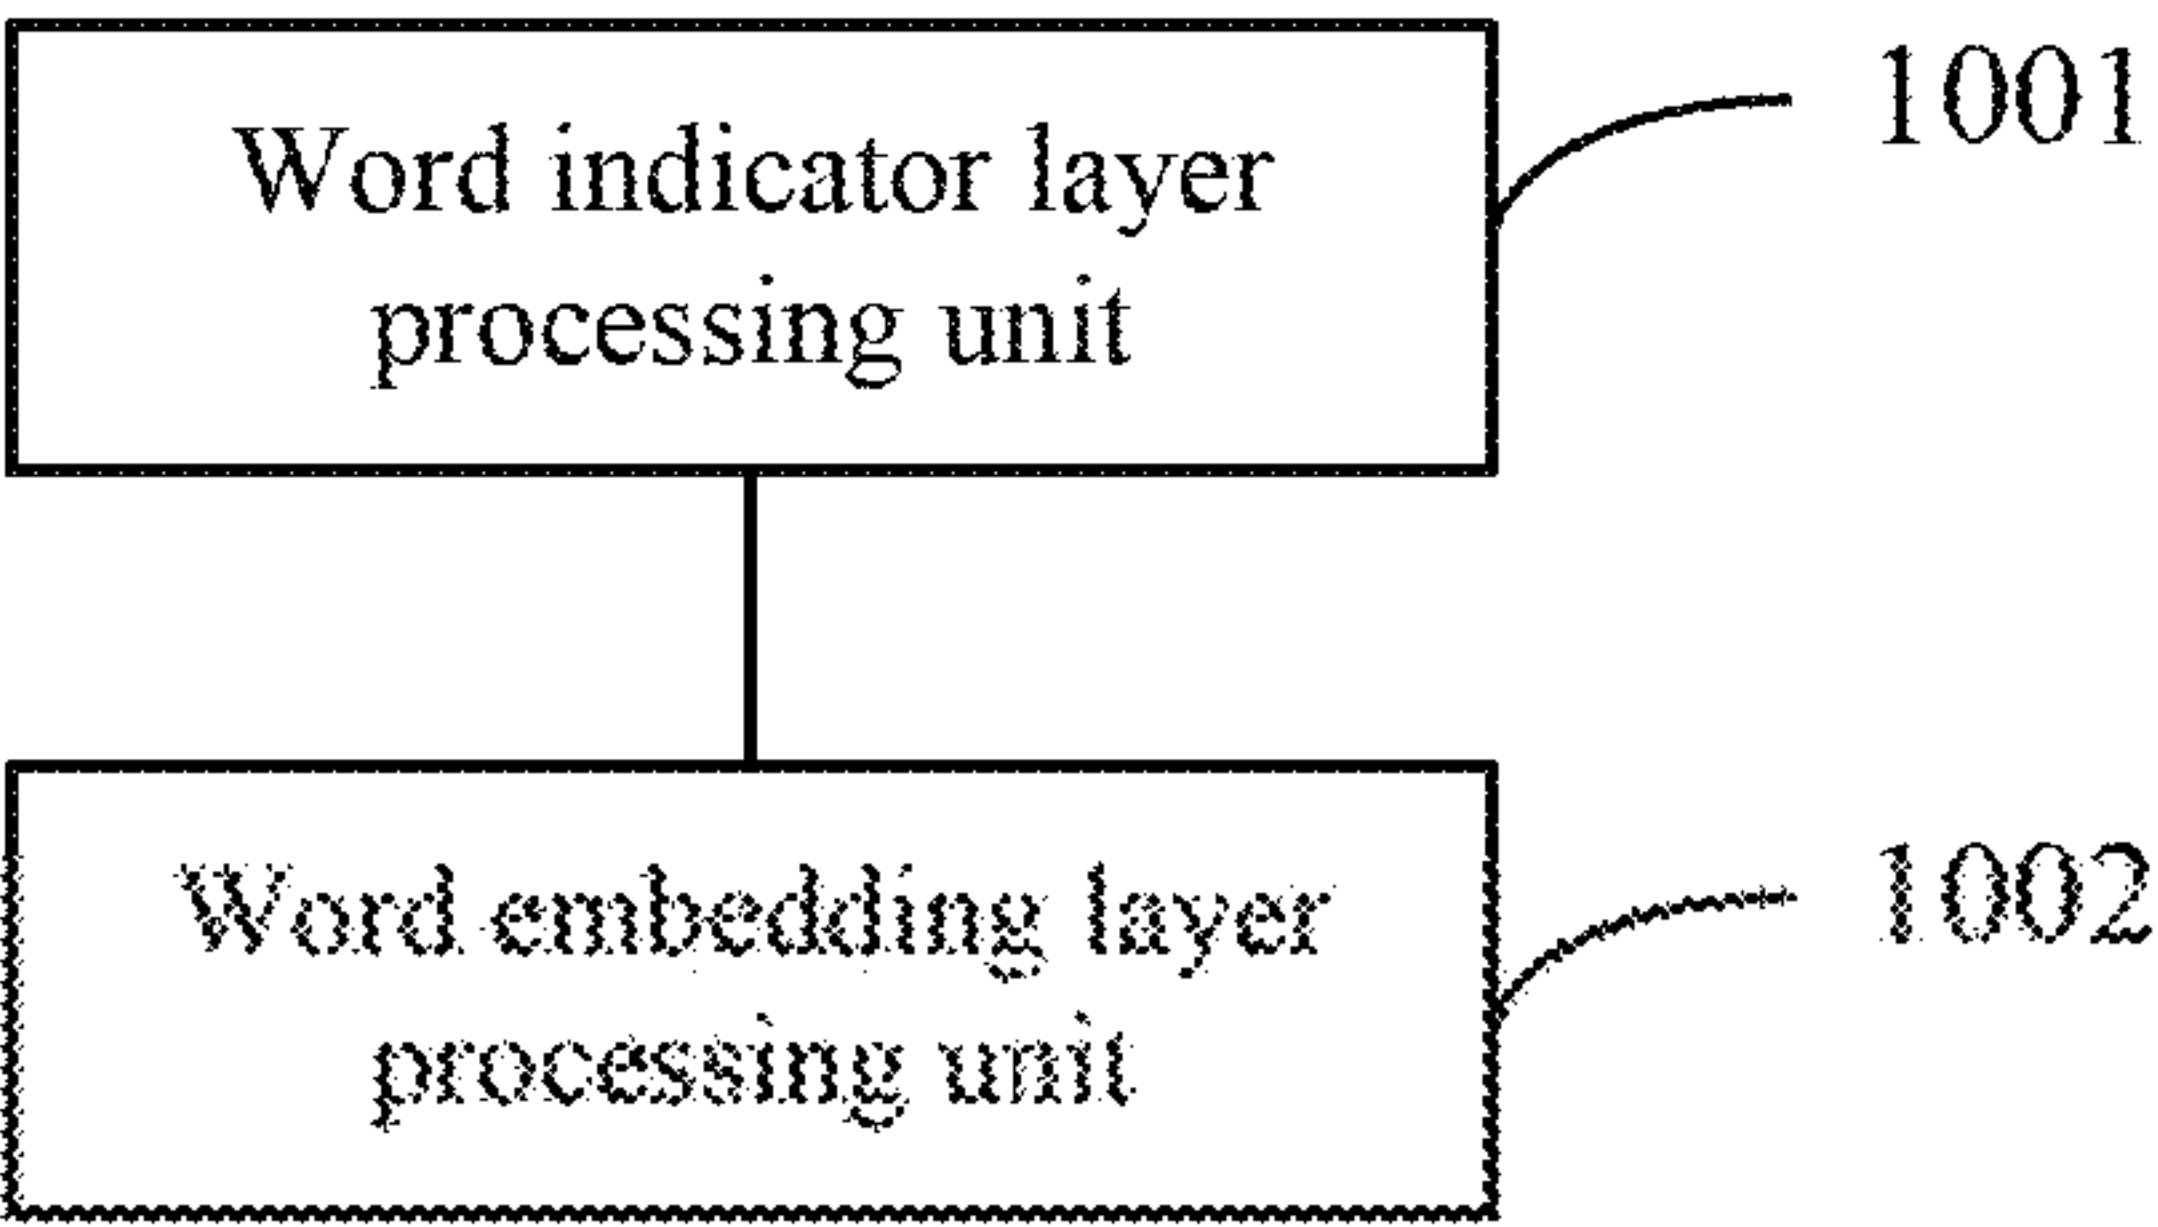 Word indicator layer
processing unit
1001
Word embedding layer
processing unit
1002